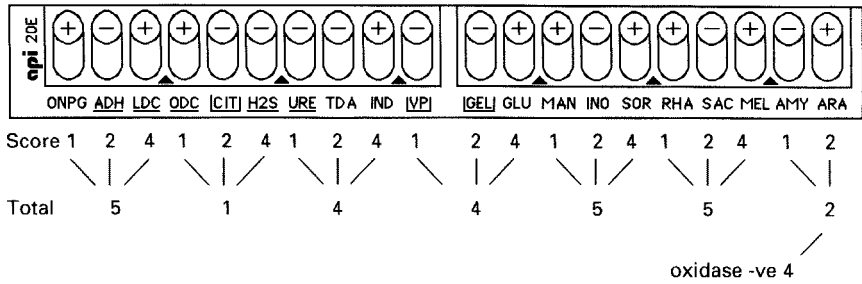 api 20E
+ − + + − − − − + − − + + − + + − + − +
ONPG ADH LDC ODC |CIT| H2S URE TDA IND |VP| |GEL| GLU MAN INO SOR RHA SAC MEL AMY ARA
Score 1 2 4 1 2 4 1 2 4 1 2 4 1 2 4 1 2 4 1 2
Total 5 1 4 4 5 5 2
oxidase -ve 4